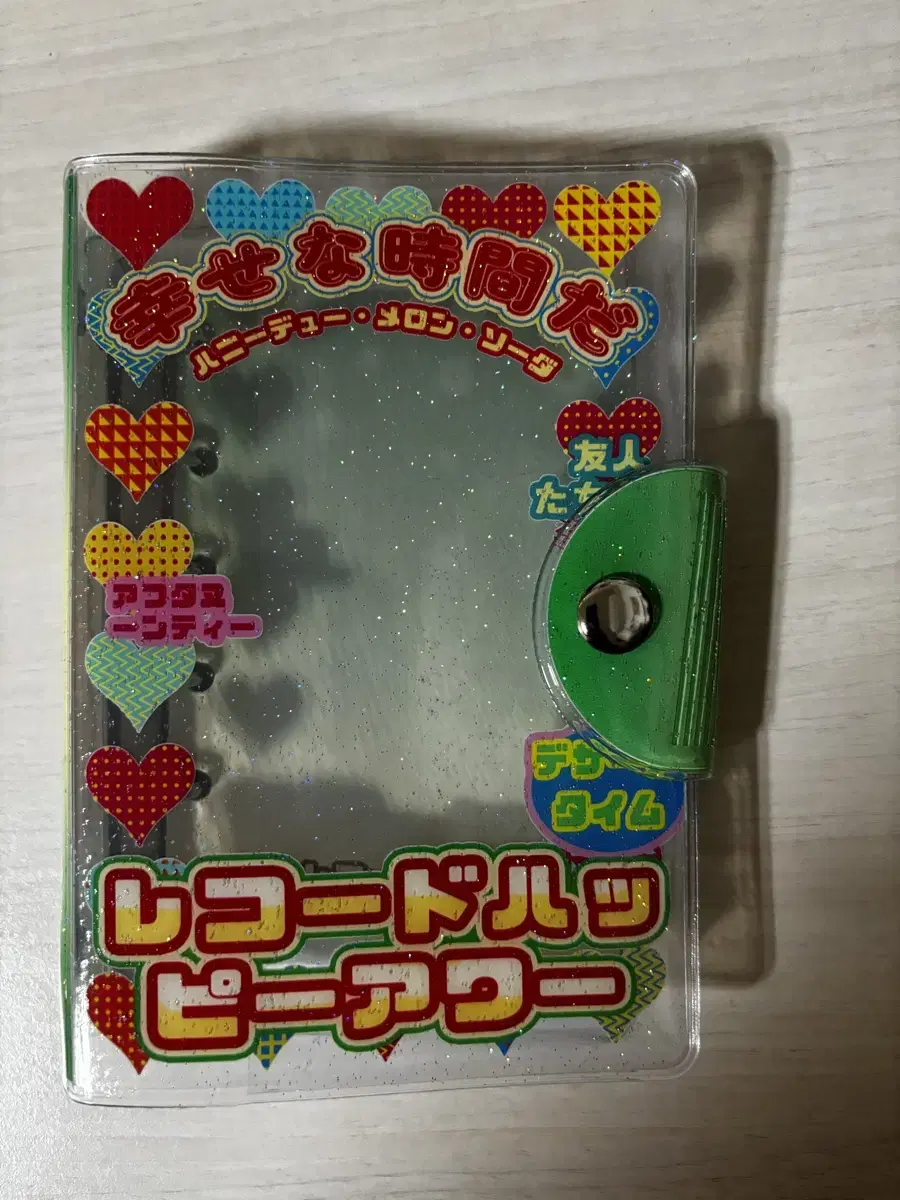 幸せな時間だ
ハニーデュー・メロン・ソーダ
友人
た
アフタヌ
ーンティー
デザ
タイム
レコードハッ
ピーアワー